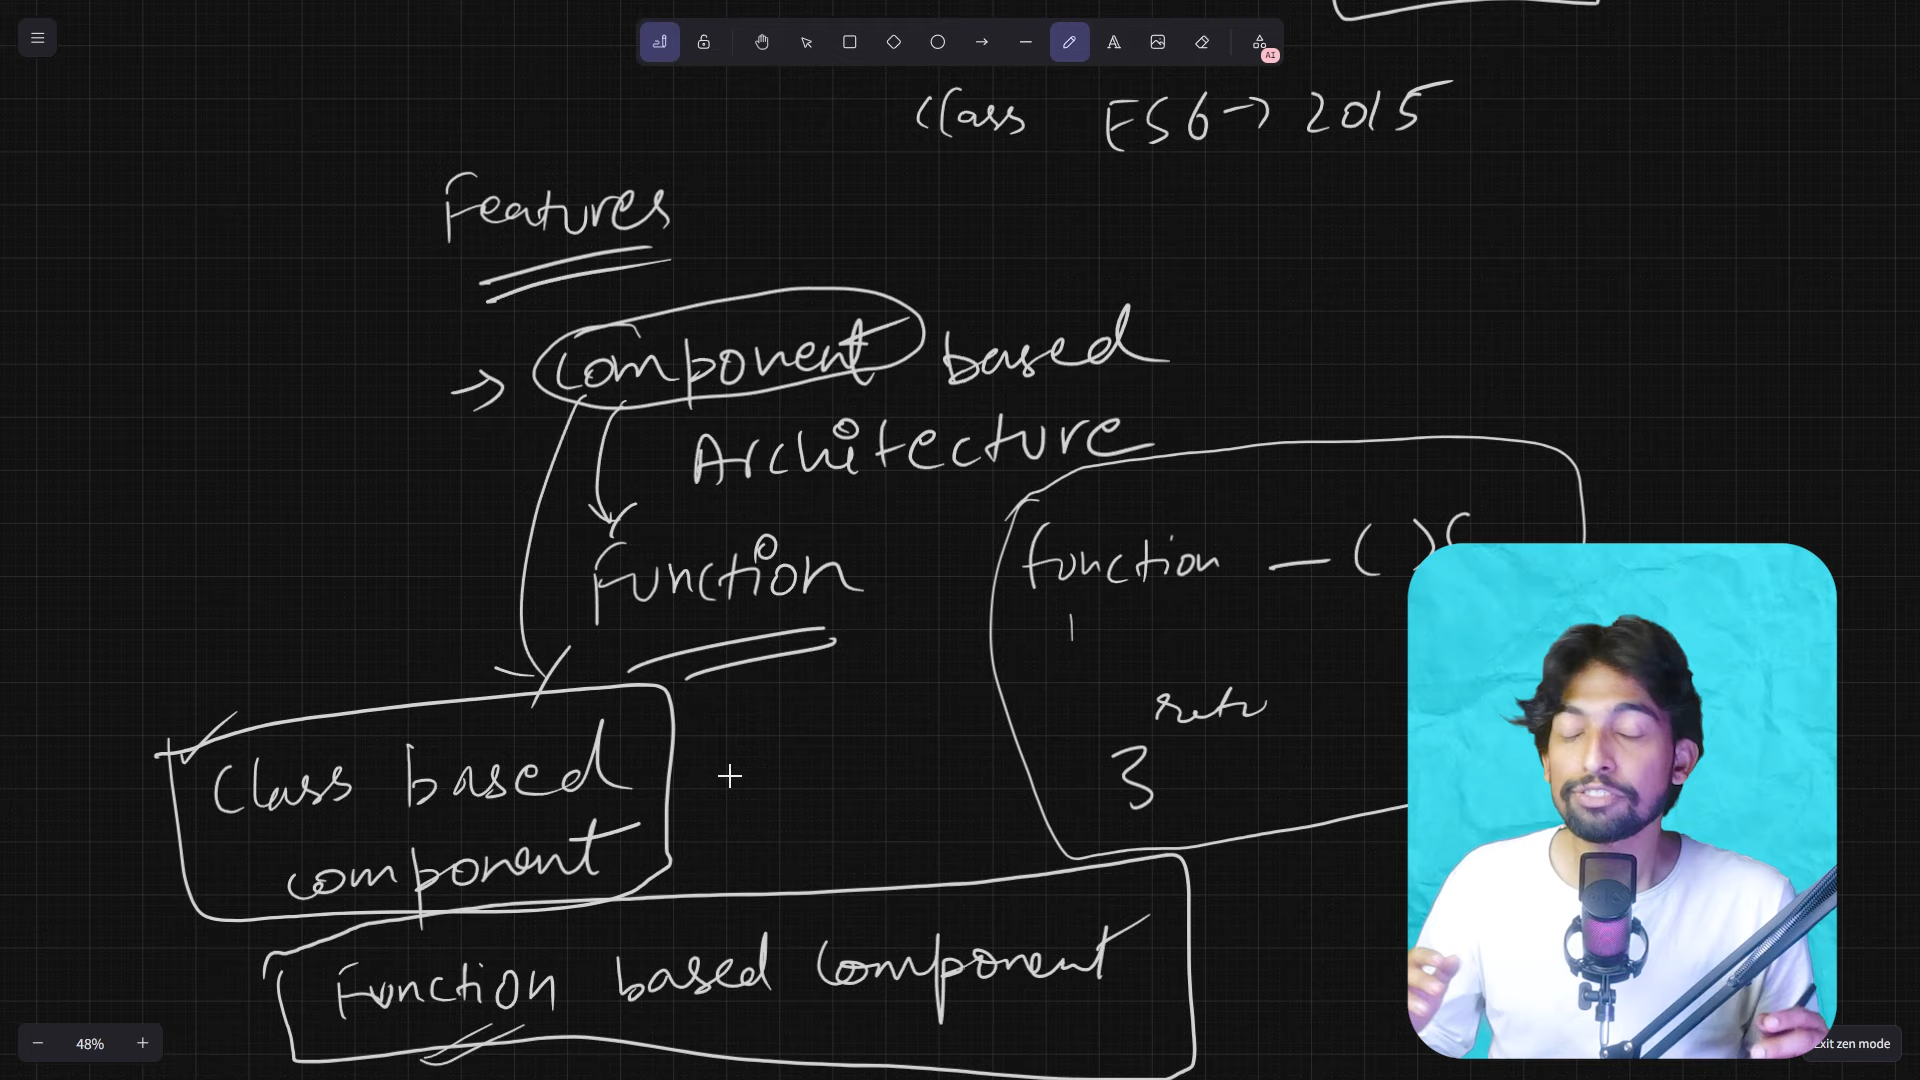 AI
Class ES6 → 2015
Features
→ Component based
Architecture
Function
function — ( ) {
retu
}
Class based
component
Function based component
− 48% +
Exit zen mode